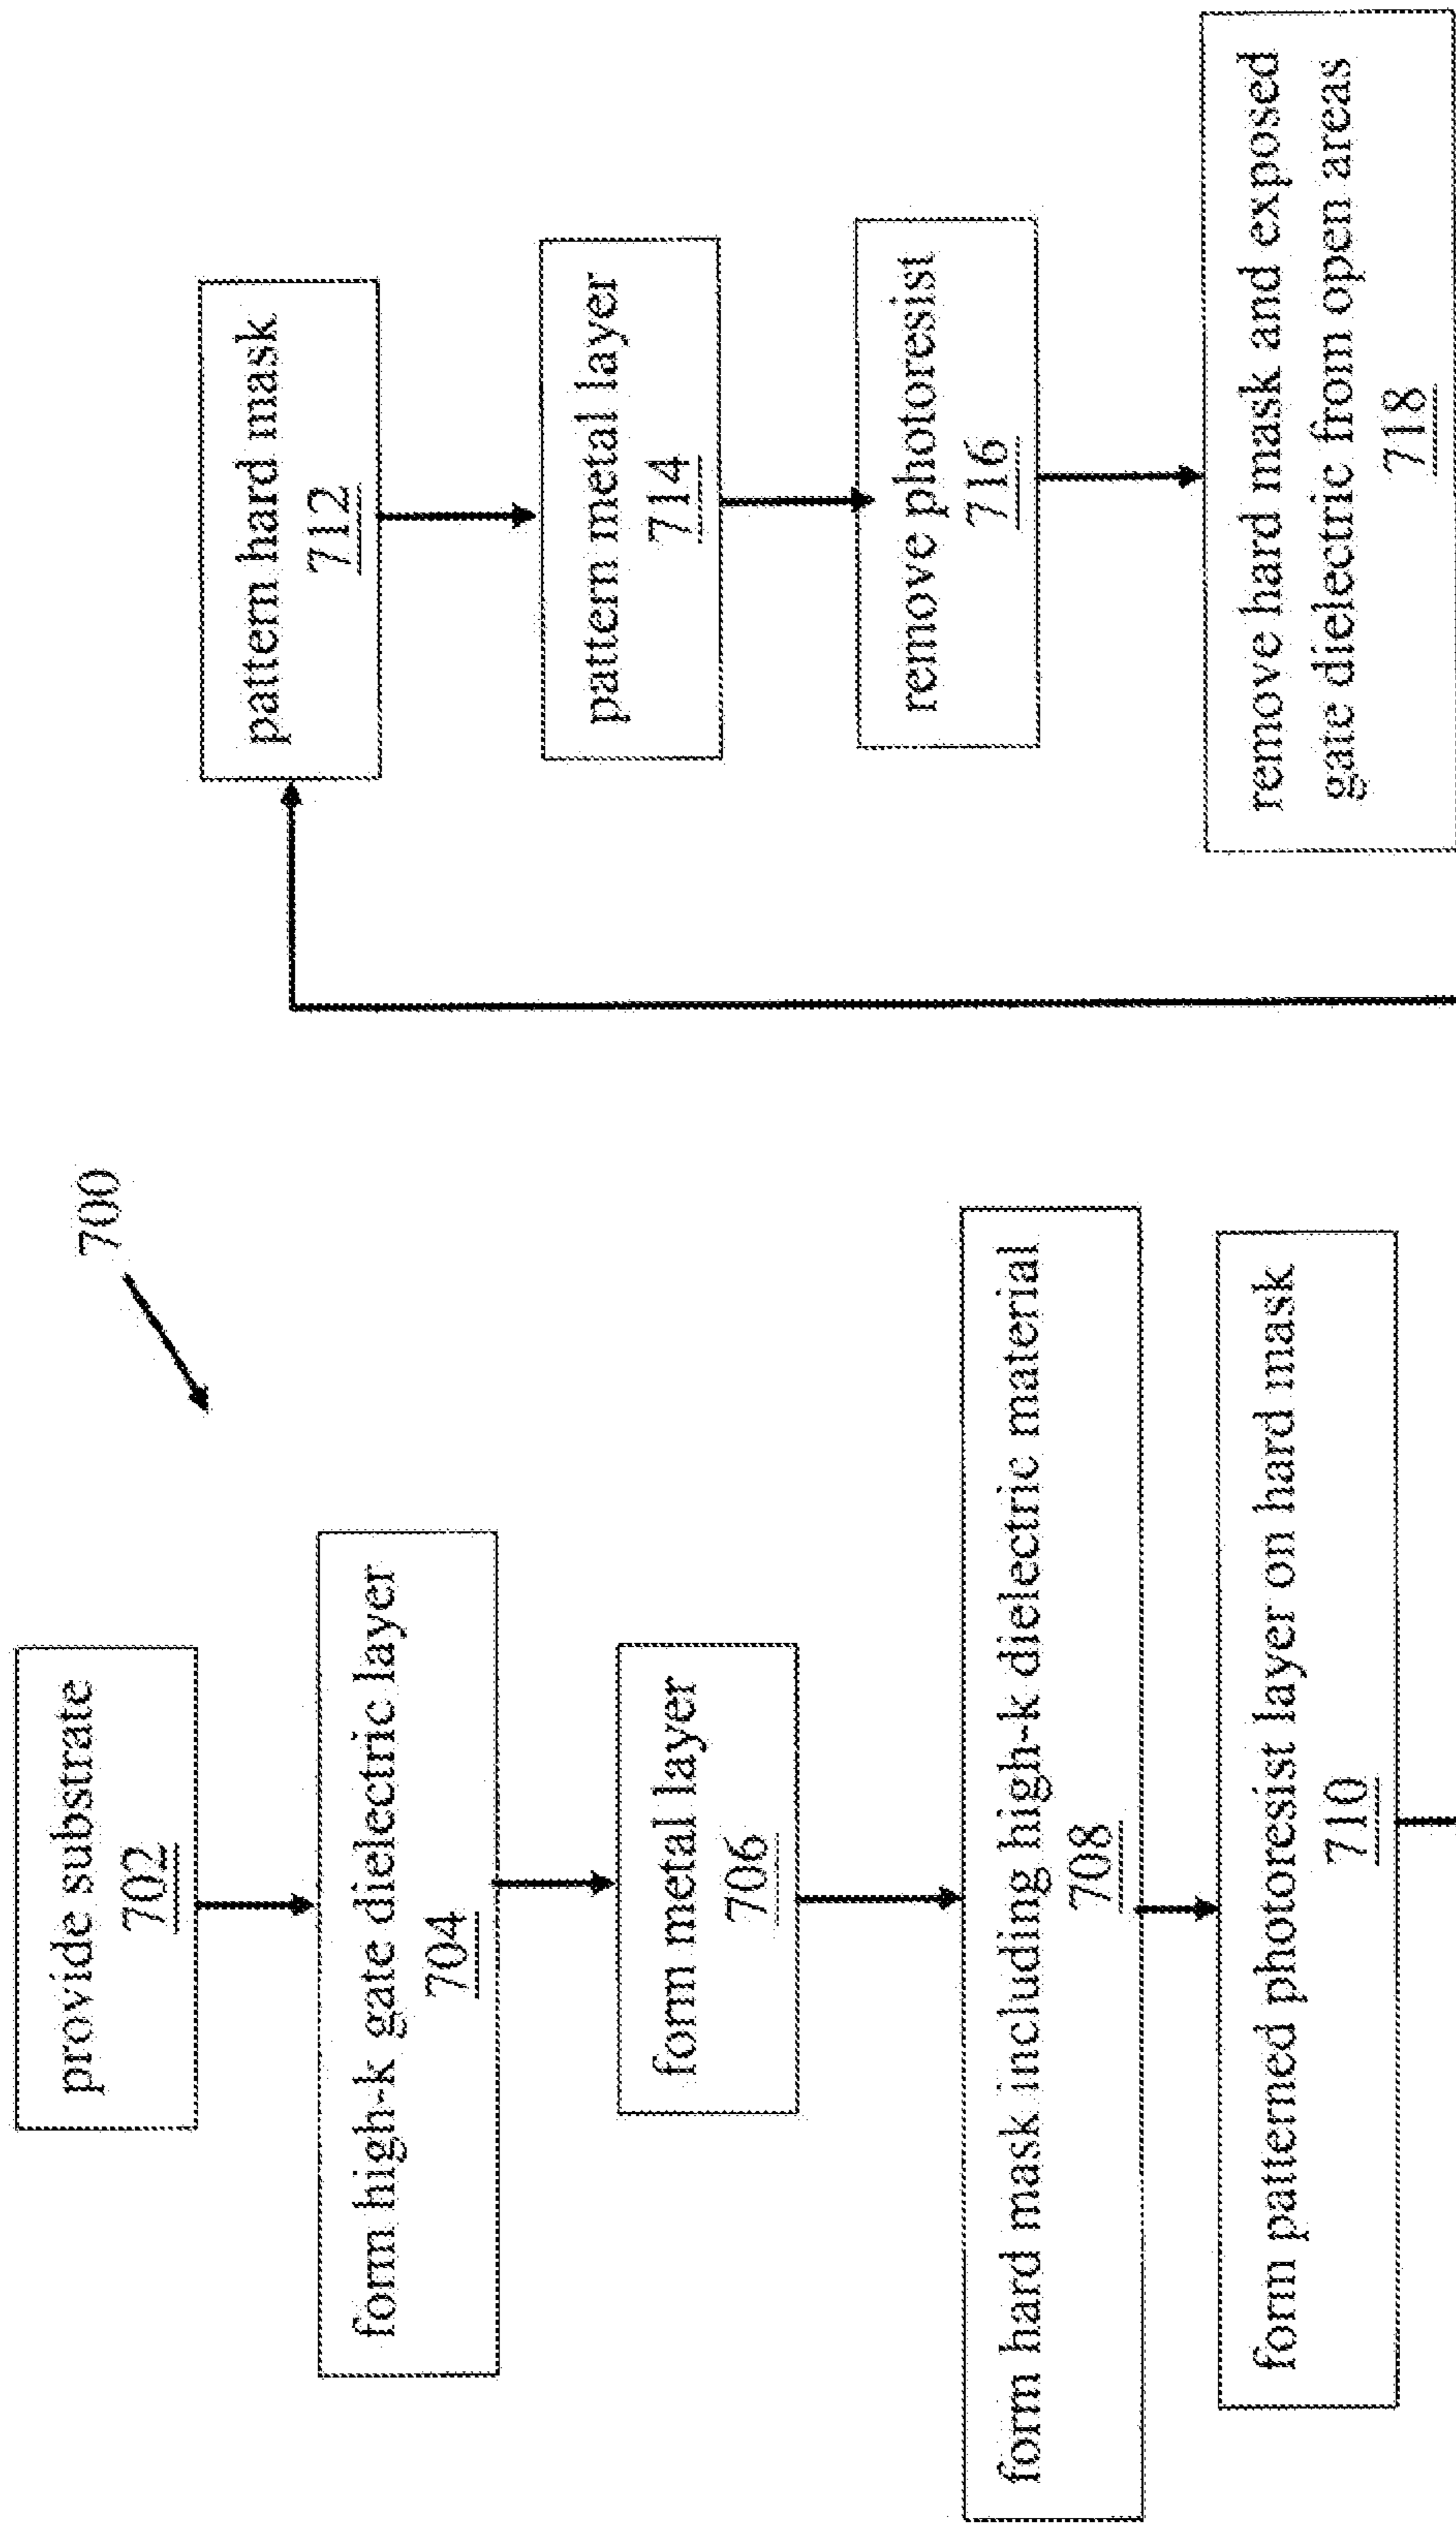 700
provide substrate
702
form high-k gate dielectric layer
704
form metal layer
706
form hard mask including high-k dielectric material
708
form patterned photoresist layer on hard mask
710
pattern hard mask
712
pattern metal layer
714
remove photoresist
716
remove hard mask and exposed
gate dielectric from open areas
718